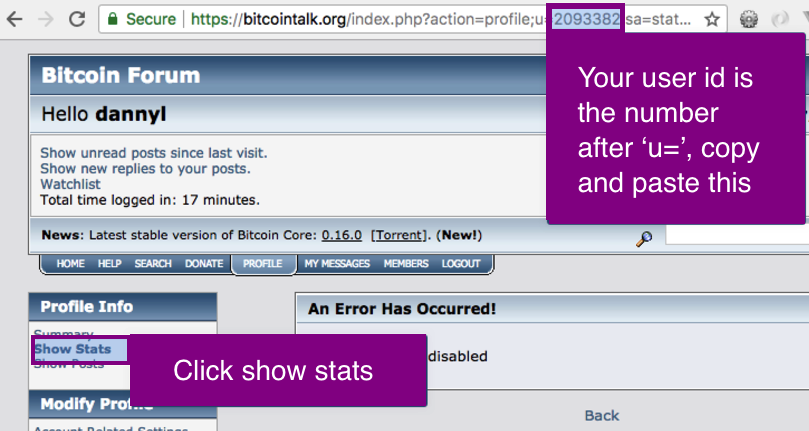 Secure | https://bitcointalk.org/index.php?action=profile;u=2093382;sa=stat...
Your user id is
the number
after ‘u=’, copy
and paste this
Bitcoin Forum
Hello dannyl
Show unread posts since last visit.
Show new replies to your posts.
Watchlist
Total time logged in: 17 minutes.
News: Latest stable version of Bitcoin Core: 0.16.0 [Torrent]. (New!)
HOME HELP SEARCH DONATE PROFILE MY MESSAGES MEMBERS LOGOUT
Profile Info
Summary
Show Stats
Show Posts
An Error Has Occurred!
disabled
Click show stats
Modify Profile
Account Related Settings
Back